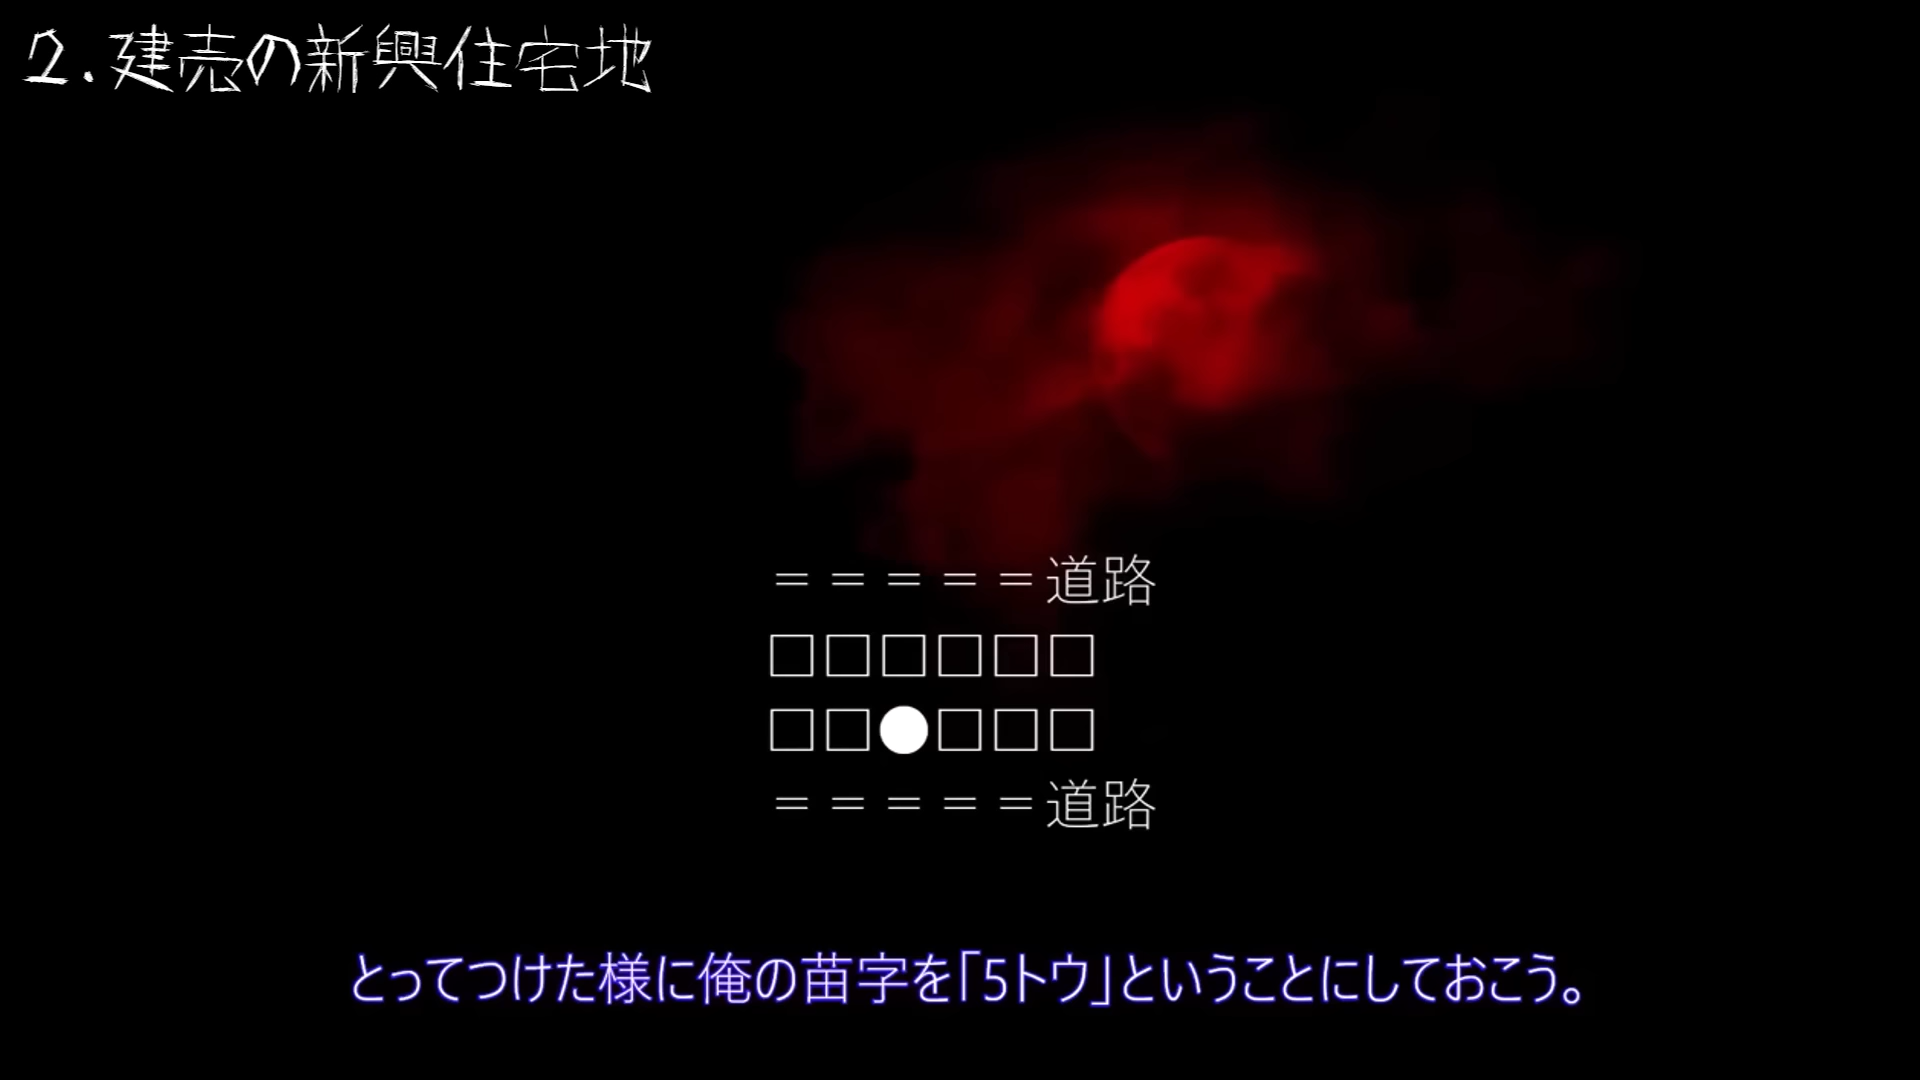 2.建売の新興住宅地
＝＝＝＝＝道路
□□□□□□
□□●□□□
＝＝＝＝＝道路
とってつけた様に俺の苗字を「5トウ」ということにしておこう。